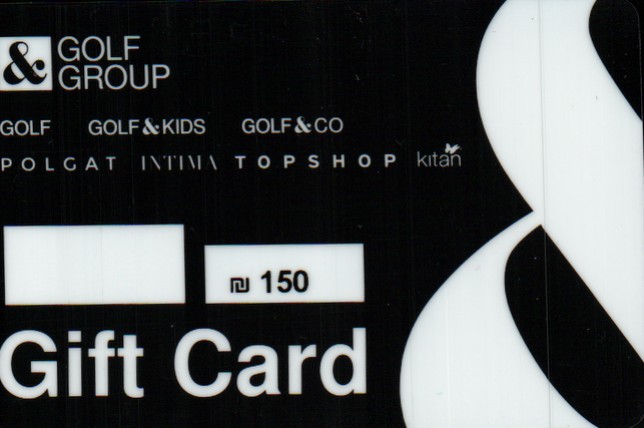 & GOLF
GROUP
GOLF GOLF&KIDS GOLF&CO
POLGAT INTIMA TOPSHOP kitan
₪ 150
Gift Card